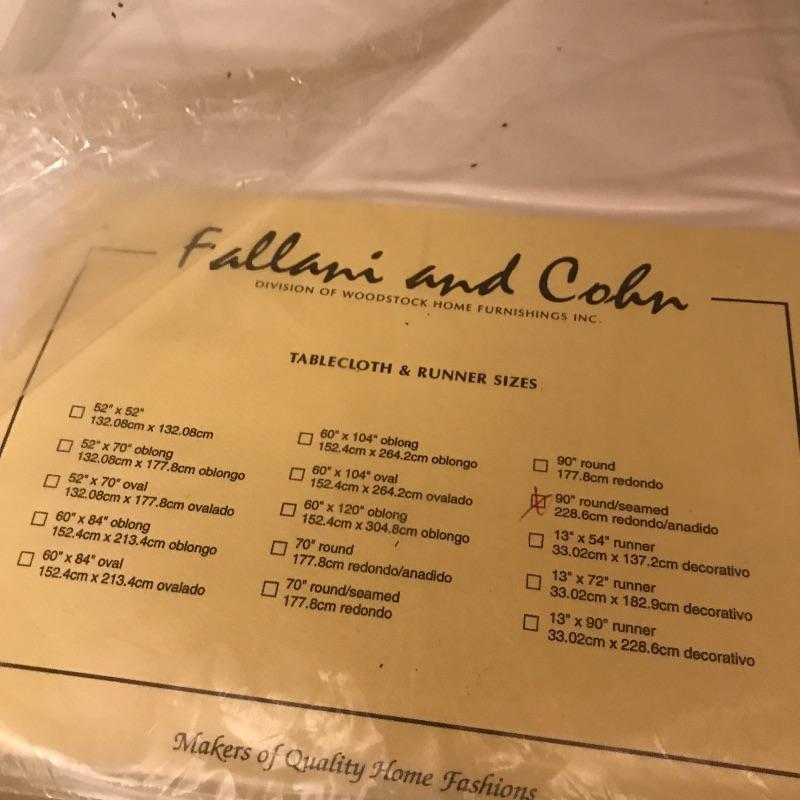 Fallani and Cohn
DIVISION OF WOODSTOCK HOME FURNISHINGS INC.
TABLECLOTH & RUNNER SIZES
52" x 52"
132.08cm x 132.08cm
52" x 70" oblong
132.08cm x 177.8cm oblongo
52" x 70" oval
132.08cm x 177.8cm ovalado
60" x 84" oblong
152.4cm x 213.4cm oblongo
60" x 84" oval
152.4cm x 213.4cm ovalado
60" x 104" oblong
152.4cm x 264.2cm oblongo
60" x 104" oval
152.4cm x 264.2cm ovalado
60" x 120" oblong
152.4cm x 304.8cm oblongo
70" round
177.8cm redondo/anadido
70" round/seamed
177.8cm redondo
90" round
177.8cm redondo
90" round/seamed
228.6cm redondo/anadido
13" x 54" runner
33.02cm x 137.2cm decorativo
13" x 72" runner
33.02cm x 182.9cm decorativo
13" x 90" runner
33.02cm x 228.6cm decorativo
Makers of Quality Home Fashions